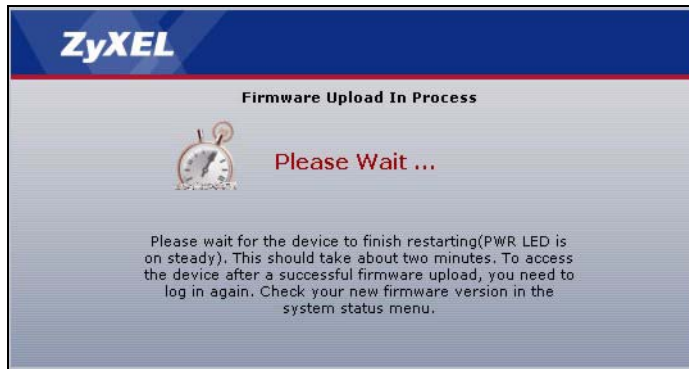 ZyXEL
Firmware Upload In Process
Please Wait ...
Please wait for the device to finish restarting(PWR LED is
on steady). This should take about two minutes. To access
the device after a successful firmware upload, you need to
log in again. Check your new firmware version in the
system status menu.